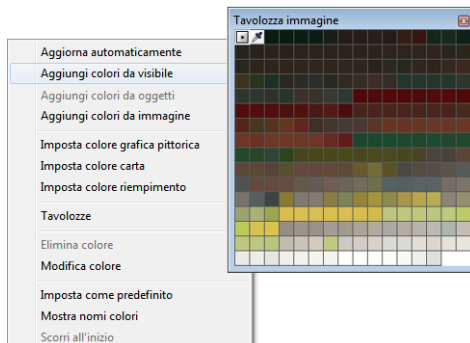 Tavolozza immagine
Aggiorna automaticamente
Aggiungi colori da visibile
Aggiungi colori da oggetti
Aggiungi colori da immagine
Imposta colore grafica pittorica
Imposta colore carta
Imposta colore riempimento
Tavolozze
Elimina colore
Modifica colore
Imposta come predefinito
Mostra nomi colori
Scorri all'inizio